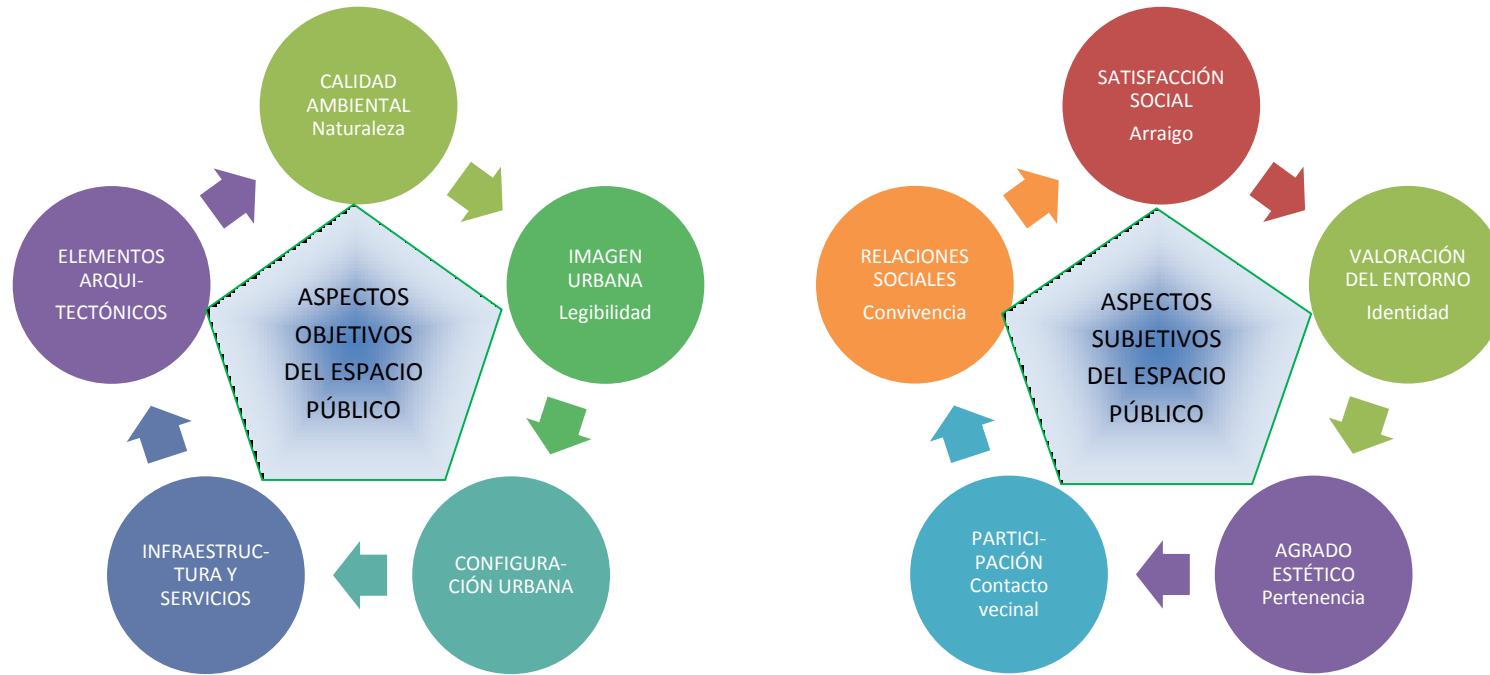 CALIDAD
AMBIENTAL
Naturaleza
IMAGEN
URBANA
Legibilidad
CONFIGURA-
CIÓN URBANA
INFRAESTRUC-
TURA Y
SERVICIOS
ELEMENTOS
ARQUI-
TECTÓNICOS
ASPECTOS
OBJETIVOS
DEL ESPACIO
PÚBLICO
SATISFACCIÓN
SOCIAL
Arraigo
VALORACIÓN
DEL ENTORNO
Identidad
AGRADO
ESTÉTICO
Pertenencia
PARTICI-
PACIÓN
Contacto
vecinal
RELACIONES
SOCIALES
Convivencia
ASPECTOS
SUBJETIVOS
DEL ESPACIO
PÚBLICO